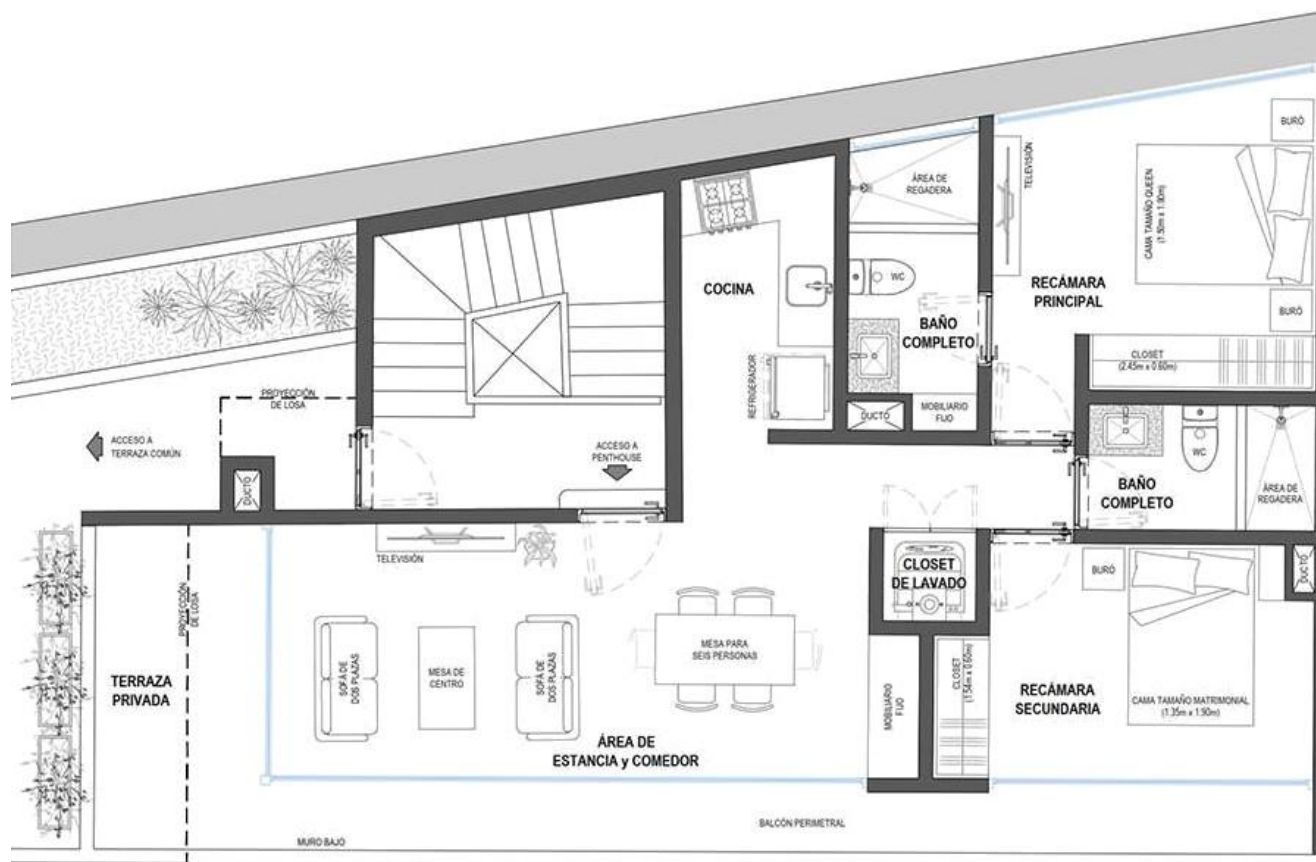 BURÓ
TELEVISIÓN
CAMA TAMAÑO QUEEN
(1.50m x 1.90m)
ÁREA DE
REGADERA
WC
RECÁMARA
PRINCIPAL
COCINA
BURÓ
BAÑO
COMPLETO
CLOSET
(2.45m x 0.60m)
REFRIGERADOR
PROYECCIÓN
DE LOSA
DUCTO
MOBILIARIO
FIJO
ACCESO A
TERRAZA COMÚN
ACCESO A
PENTHOUSE
WC
BAÑO
COMPLETO
ÁREA DE
REGADERA
DUCTO
TELEVISIÓN
CLOSET
DE LAVADO
BURÓ
DUCTO
PROYECCIÓN
DE LOSA
TERRAZA
PRIVADA
SOFÁ DE
DOS PLAZAS
MESA DE
CENTRO
SOFÁ DE
DOS PLAZAS
MESA PARA
SEIS PERSONAS
MOBILIARIO
FIJO
CLOSET
(1.54m x 0.60m)
RECÁMARA
SECUNDARIA
CAMA TAMAÑO MATRIMONIAL
(1.35m x 1.90m)
ÁREA DE
ESTANCIA y COMEDOR
BALCÓN PERIMETRAL
MURO BAJO